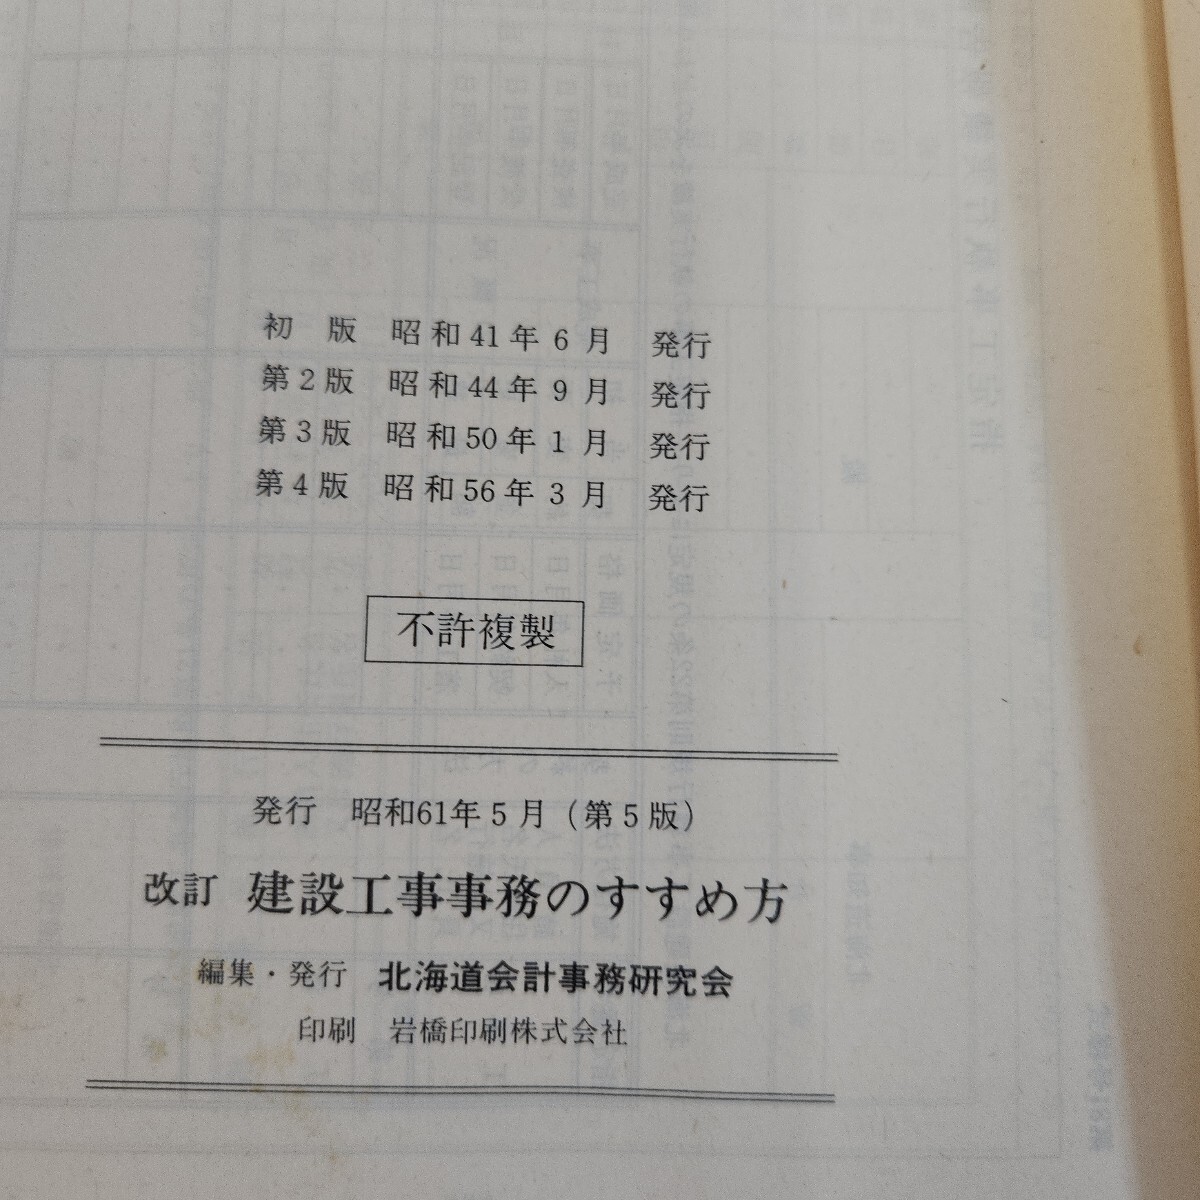 初 版 昭和41年6月 発行
第2版 昭和44年9月 発行
第3版 昭和50年1月 発行
第4版 昭和56年3月 発行
不許複製
発行 昭和61年5月(第5版)
改訂 建設工事事務のすすめ方
編集・発行 北海道会計事務研究会
印刷 岩橋印刷株式会社